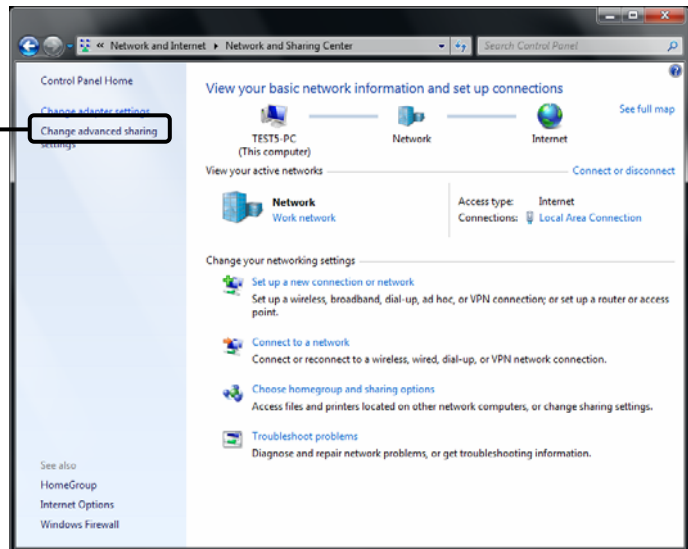 « Network and Internet ▸ Network and Sharing Center
Search Control Panel
Control Panel Home
Change adapter settings
Change advanced sharing
settings
View your basic network information and set up connections
See full map
TEST5-PC
(This computer)
Network
Internet
View your active networks
Connect or disconnect
Network
Work network
Access type: Internet
Connections: Local Area Connection
Change your networking settings
Set up a new connection or network
Set up a wireless, broadband, dial-up, ad hoc, or VPN connection; or set up a router or access
point.
Connect to a network
Connect or reconnect to a wireless, wired, dial-up, or VPN network connection.
Choose homegroup and sharing options
Access files and printers located on other network computers, or change sharing settings.
Troubleshoot problems
Diagnose and repair network problems, or get troubleshooting information.
See also
HomeGroup
Internet Options
Windows Firewall